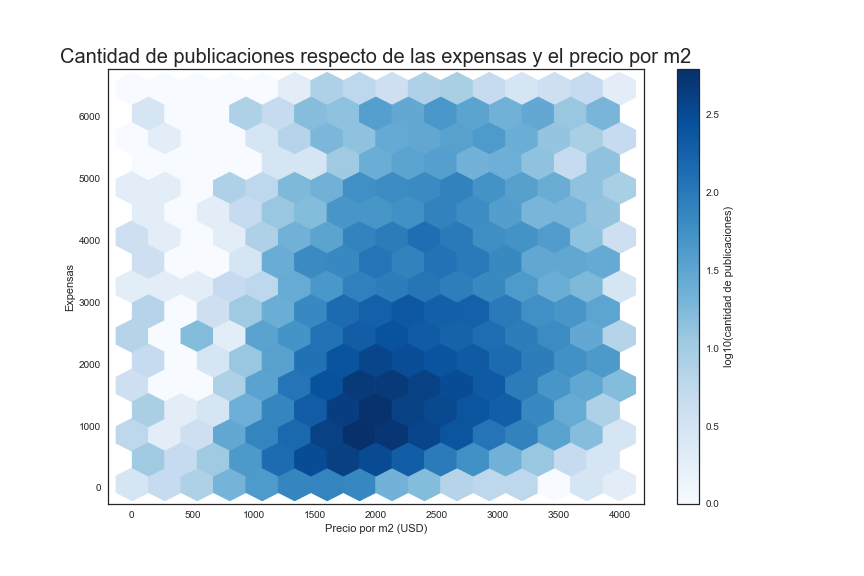 Cantidad de publicaciones respecto de las expensas y el precio por m2
6000
5000
4000
3000
2000
1000
0
Expensas
0 500 1000 1500 2000 2500 3000 3500 4000
Precio por m2 (USD)
2.5
2.0
1.5
1.0
0.5
0.0
log10(cantidad de publicaciones)